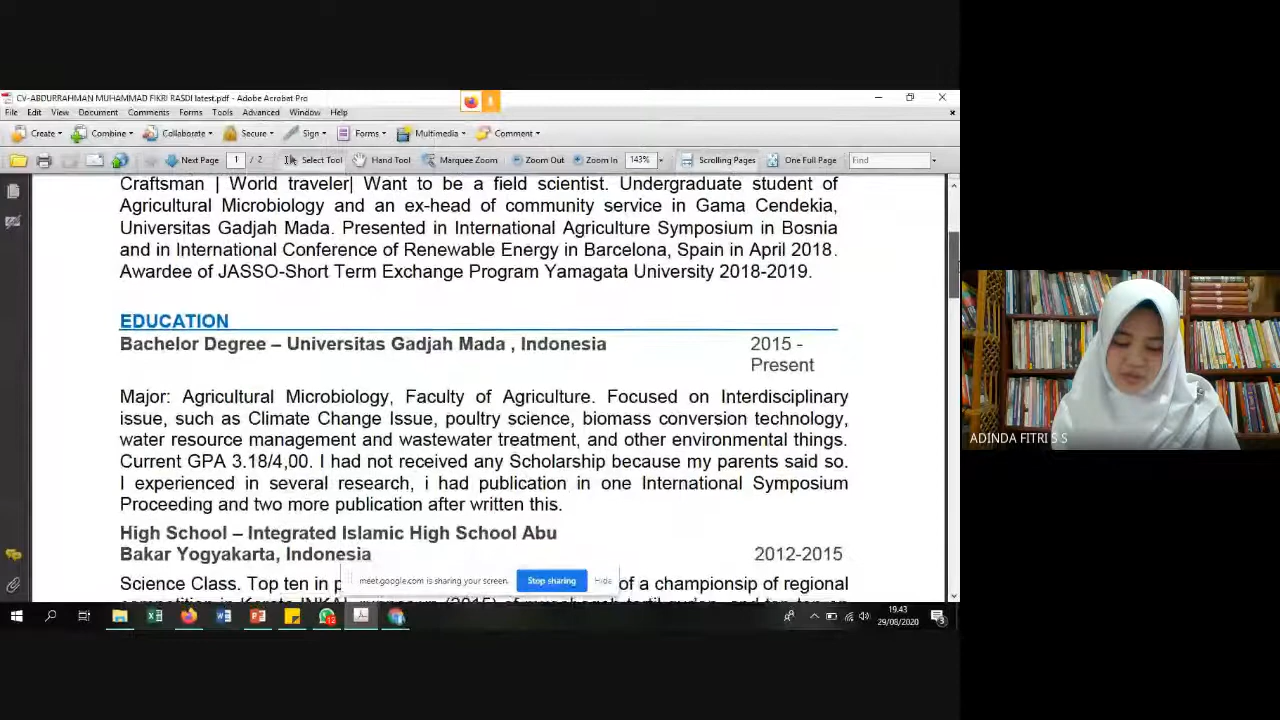 CV-ABDURRAHMAN MUHAMMAD FIKRI RASDI latest.pdf - Adobe Acrobat Pro
File Edit View Document Comments Forms Tools Advanced Window Help
Create Combine Collaborate Secure Sign Forms Multimedia Comment
Next Page 1 / 2 Select Tool Hand Tool Marquee Zoom Zoom Out Zoom In 143% Scrolling Pages One Full Page Find
Craftsman | World traveler| Want to be a field scientist. Undergraduate student of
Agricultural Microbiology and an ex-head of community service in Gama Cendekia,
Universitas Gadjah Mada. Presented in International Agriculture Symposium in Bosnia
and in International Conference of Renewable Energy in Barcelona, Spain in April 2018.
Awardee of JASSO-Short Term Exchange Program Yamagata University 2018-2019.
EDUCATION
Bachelor Degree – Universitas Gadjah Mada , Indonesia 2015 -
Present
Major: Agricultural Microbiology, Faculty of Agriculture. Focused on Interdisciplinary
issue, such as Climate Change Issue, poultry science, biomass conversion technology,
water resource management and wastewater treatment, and other environmental things.
Current GPA 3.18/4,00. I had not received any Scholarship because my parents said so.
I experienced in several research, i had publication in one International Symposium
Proceeding and two more publication after written this.
High School – Integrated Islamic High School Abu
Bakar Yogyakarta, Indonesia 2012-2015
Science Class. Top ten in of a championship of regional
meet.google.com is sharing your screen. Stop sharing Hide
19.43
29/08/2020
ADINDA FITRI S S